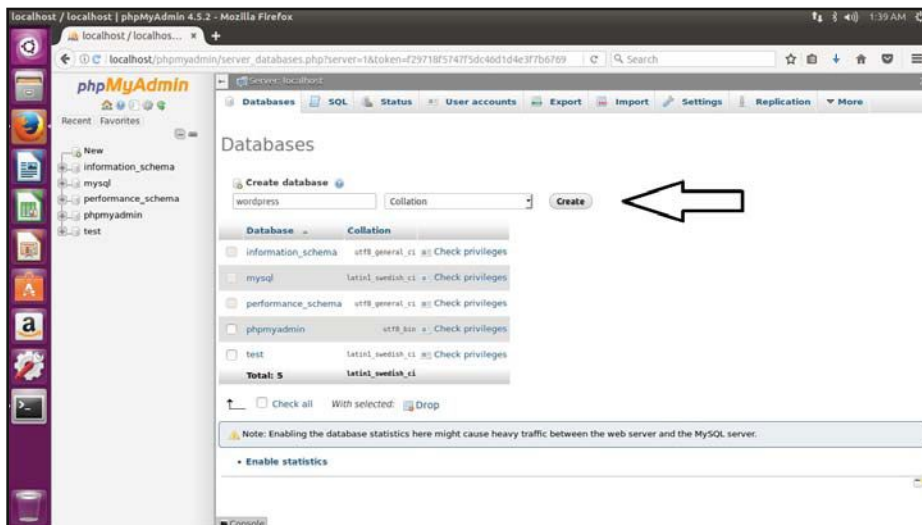 localhost / localhost | phpMyAdmin 4.5.2 - Mozilla Firefox
1:39 AM
localhost / localhos... × +
localhost/phpmyadmin/server_databases.php?server=1&token=f29718f5747f5dc46d1d4e3f7b6769
Search
phpMyAdmin
Recent Favorites
New
information_schema
mysql
performance_schema
phpmyadmin
test
Server: localhost
Databases SQL Status User accounts Export Import Settings Replication More
Databases
Create database
wordpress Collation Create
Database Collation
information_schema utf8_general_ci Check privileges
mysql latin1_swedish_ci Check privileges
performance_schema utf8_general_ci Check privileges
phpmyadmin utf8_bin Check privileges
test latin1_swedish_ci Check privileges
Total: 5 latin1_swedish_ci
Check all With selected: Drop
Note: Enabling the database statistics here might cause heavy traffic between the web server and the MySQL server.
• Enable statistics
Console